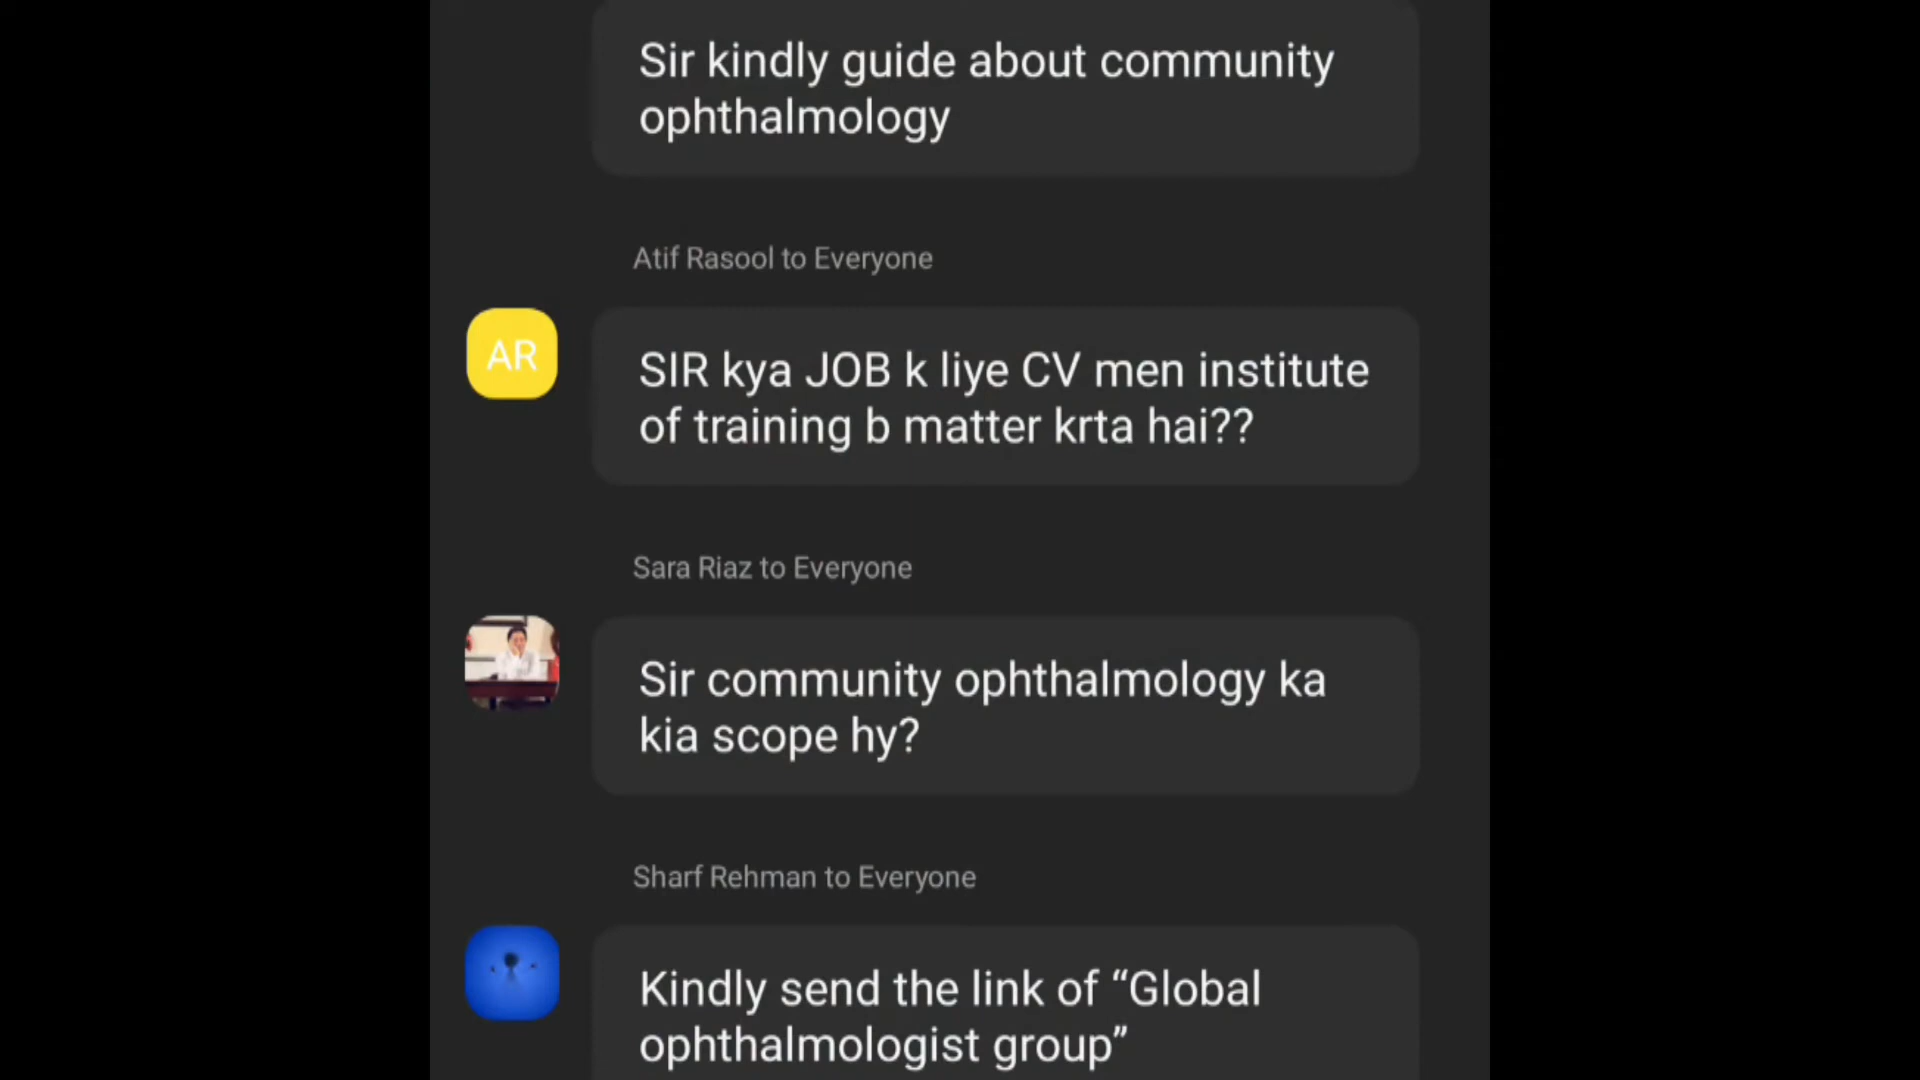 Sir kindly guide about community
ophthalmology
Atif Rasool to Everyone
AR
SIR kya JOB k liye CV men institute
of training b matter krta hai??
Sara Riaz to Everyone
Sir community ophthalmology ka
kia scope hy?
Sharf Rehman to Everyone
Kindly send the link of “Global
ophthalmologist group”